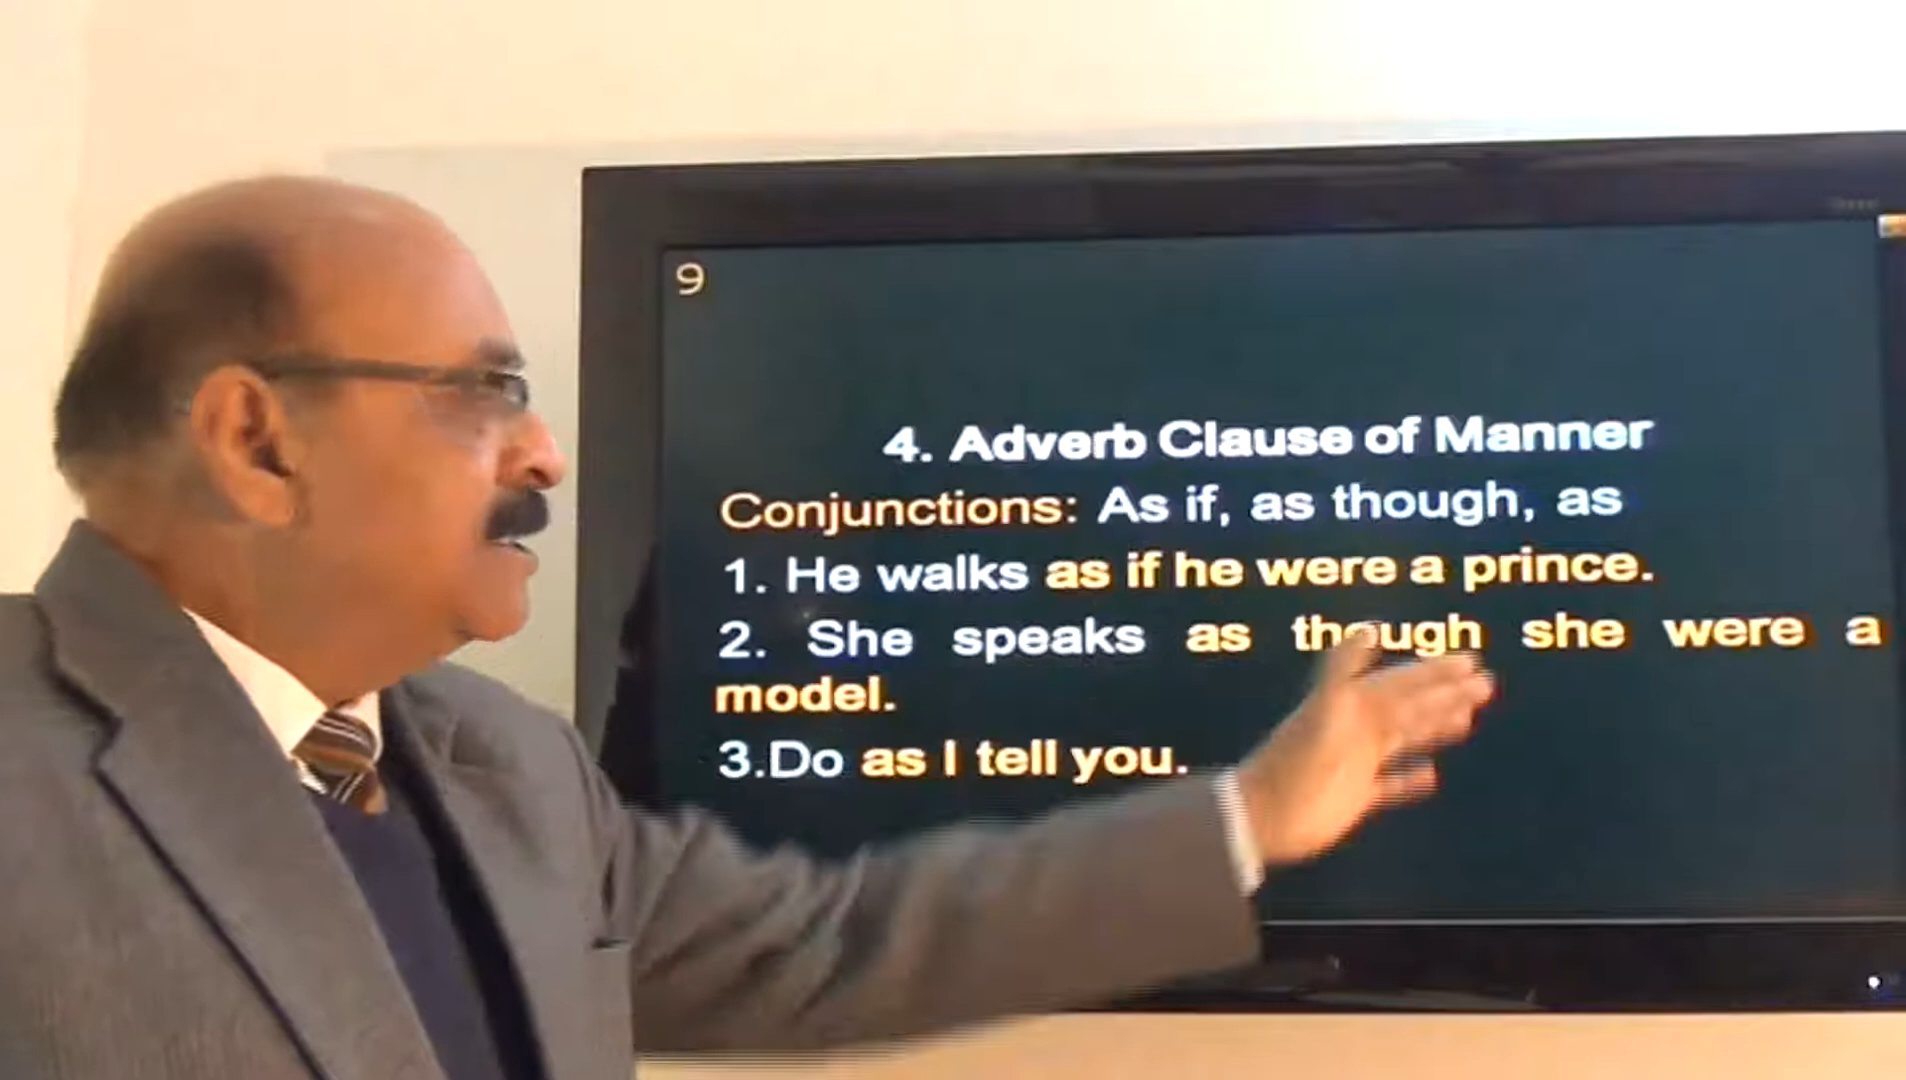 9
4. Adverb Clause of Manner
Conjunctions: As if, as though, as
1. He walks as if he were a prince.
2. She speaks as though she were a
model.
3.Do as I tell you.